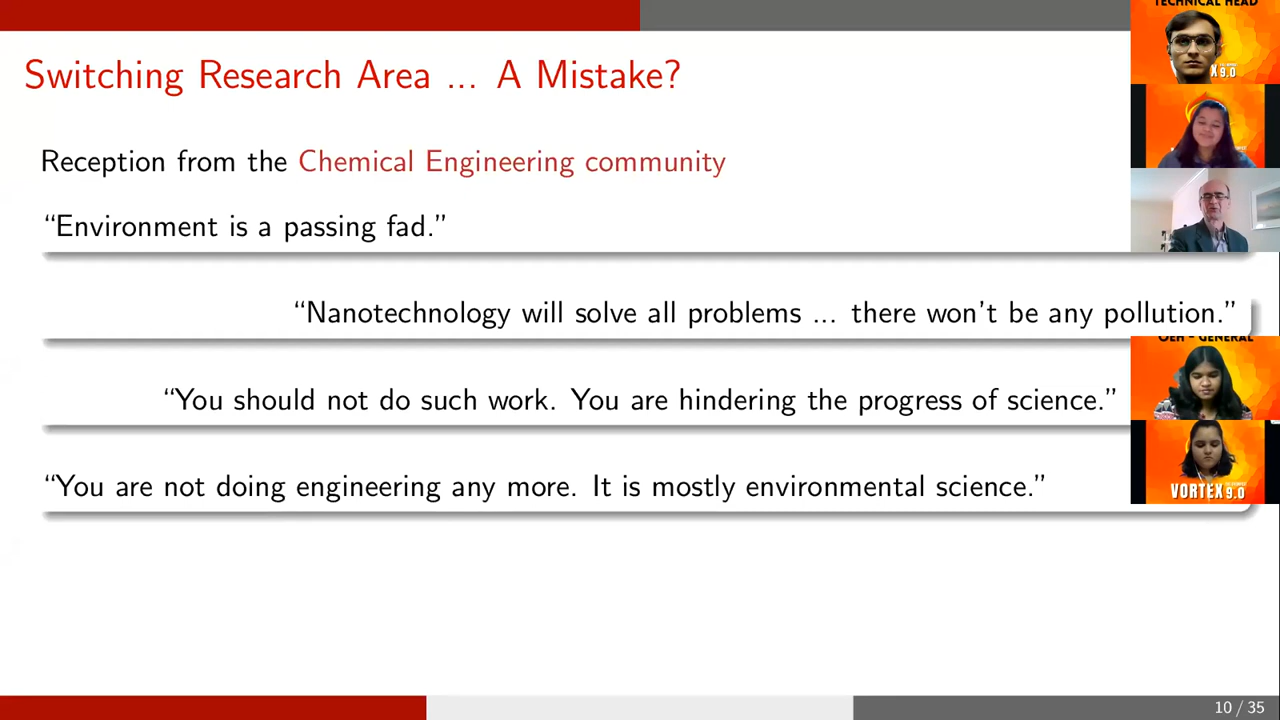 TECHNICAL HEAD
X 9.0
Switching Research Area ... A Mistake?
Reception from the Chemical Engineering community
“Environment is a passing fad.”
“Nanotechnology will solve all problems ... there won't be any pollution.”
OEH - GENERAL
“You should not do such work. You are hindering the progress of science.”
“You are not doing engineering any more. It is mostly environmental science.”
VORTEX 9.0
10 / 35